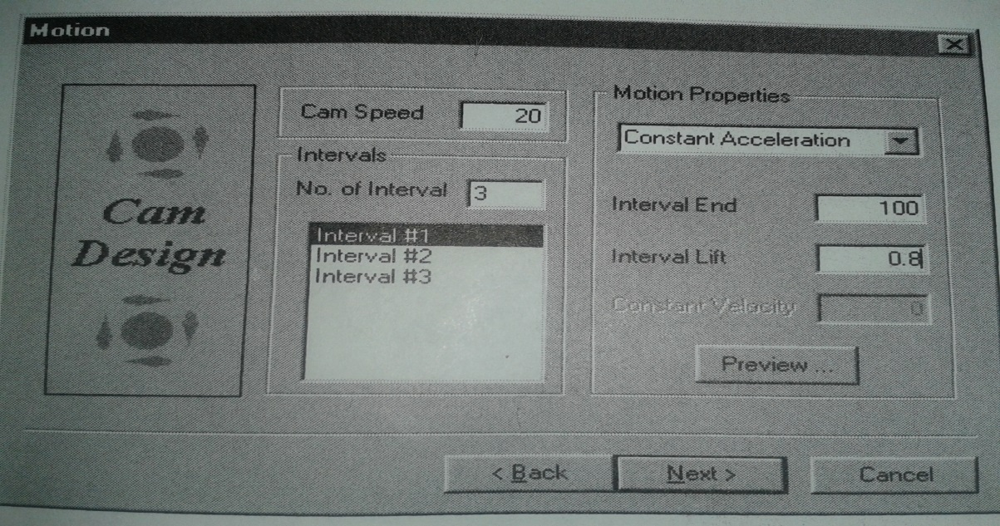 Motion
Cam
Design
Cam Speed 20
Intervals
No. of Interval 3
Interval #1
Interval #2
Interval #3
Motion Properties
Constant Acceleration
Interval End 100
Interval Lift 0.8
Constant Velocity 0
Preview ...
< Back
Next >
Cancel